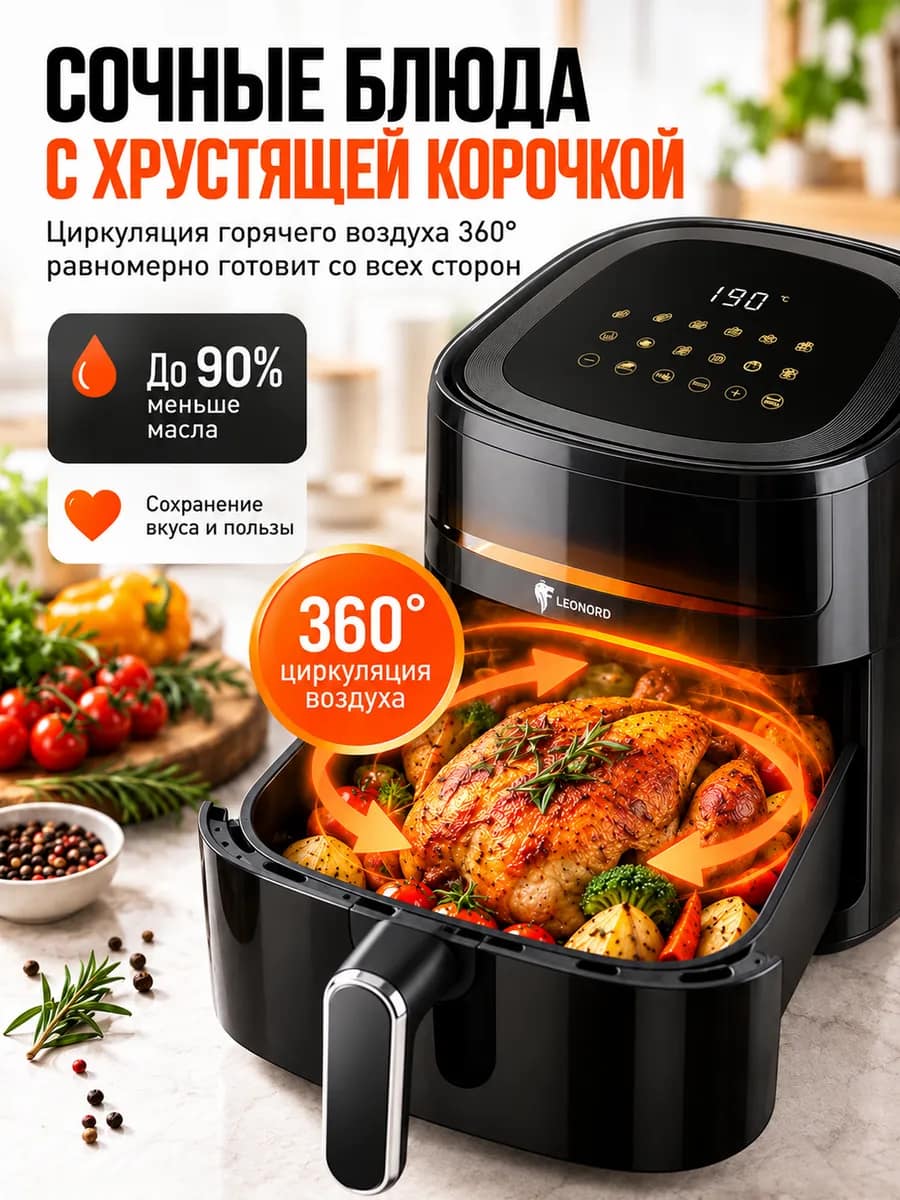 СОЧНЫЕ БЛЮДА
С ХРУСТЯЩЕЙ КОРОЧКОЙ
Циркуляция горячего воздуха 360°
равномерно готовит со всех сторон
190 °C
До 90%
меньше
масла
Сохранение
вкуса и пользы
LEONORD
360°
циркуляция
воздуха